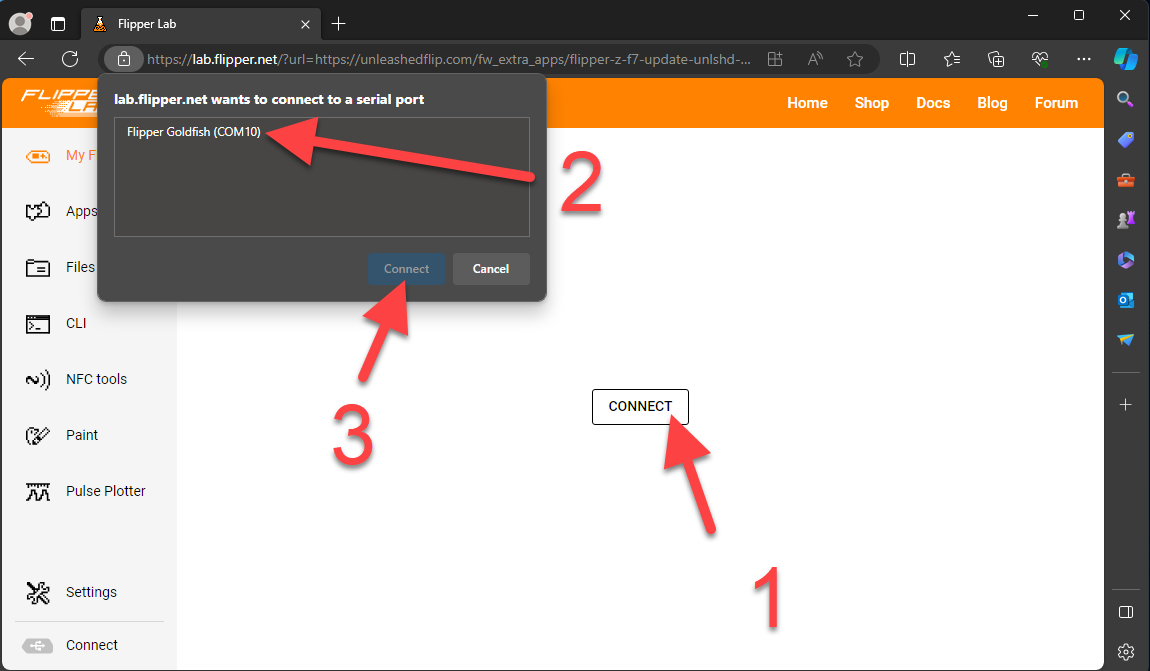 Flipper Lab
https://lab.flipper.net/?url=https://unleashedflip.com/fw_extra_apps/flipper-z-f7-update-unlshd-...
lab.flipper.net wants to connect to a serial port
Flipper Goldfish (COM10)
Connect
Cancel
Home
Shop
Docs
Blog
Forum
My F
Apps
Files
CLI
NFC tools
Paint
Pulse Plotter
Settings
Connect
CONNECT
1
2
3